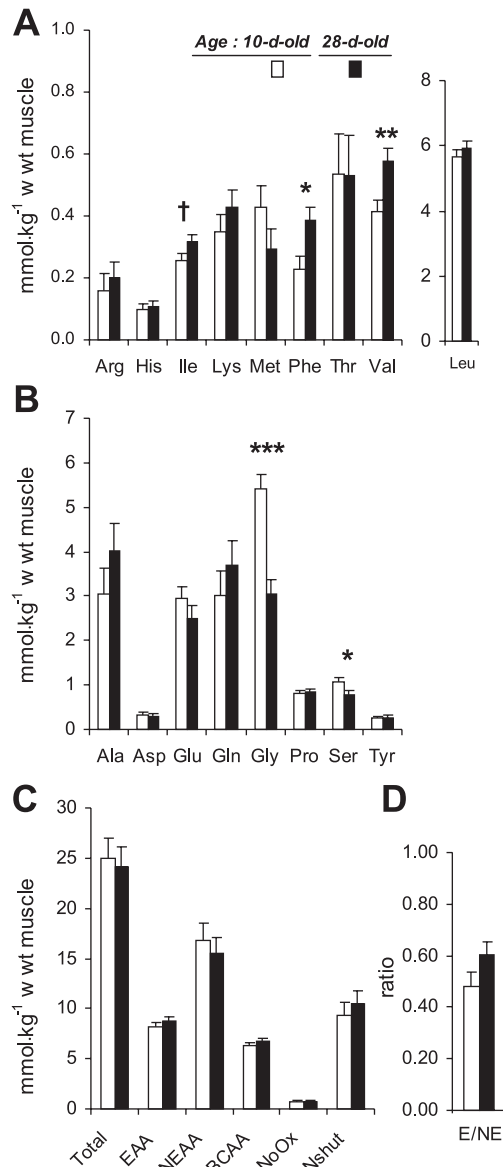 A
Age : 10-d-old 28-d-old
mmol·kg⁻¹ w wt muscle
1.0
0.8
0.6
0.4
0.2
0.0
†
*
**
Arg His Ile Lys Met Phe Thr Val
8
6
4
2
0
Leu
B
mmol·kg⁻¹ w wt muscle
7
6
5
4
3
2
1
0
***
*
Ala Asp Glu Gln Gly Pro Ser Tyr
C
mmol·kg⁻¹ w wt muscle
30
25
20
15
10
5
0
Total EAA NEAA BCAA NoOx Nshut
D
ratio
1.00
0.80
0.60
0.40
0.20
0.00
E/NE